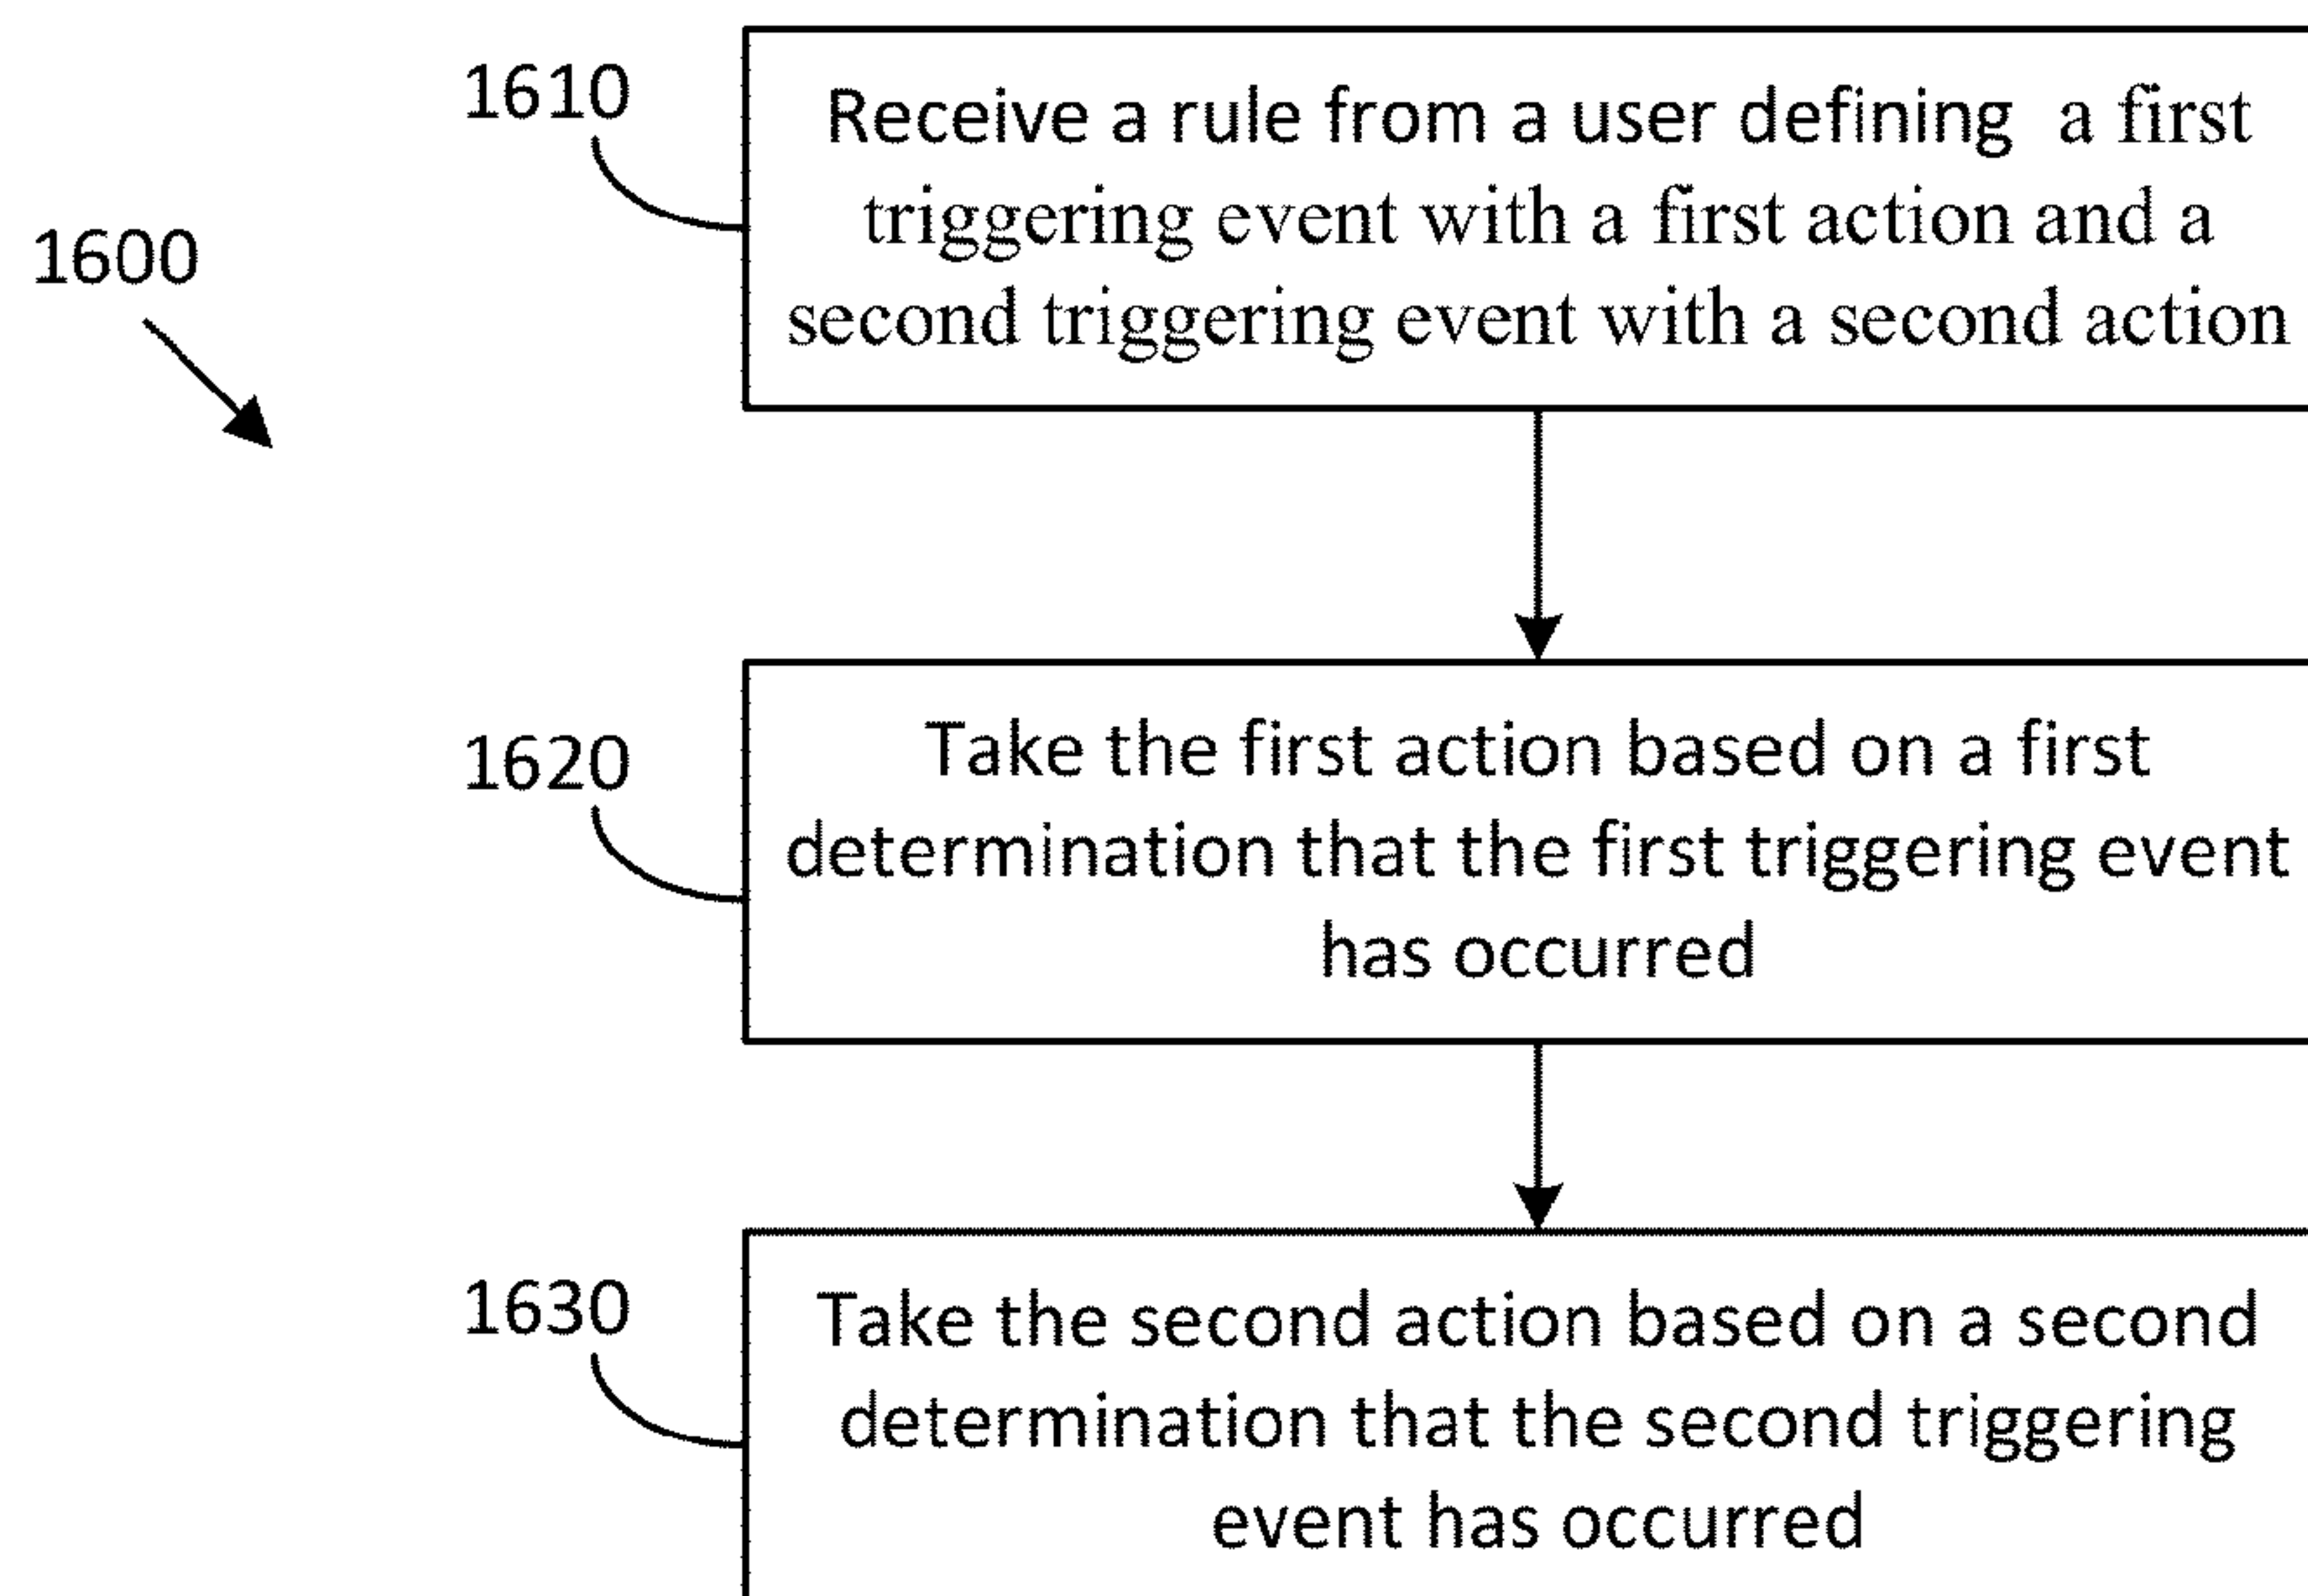 1600
1610
Receive a rule from a user defining a first
triggering event with a first action and a
second triggering event with a second action
1620
Take the first action based on a first
determination that the first triggering event
has occurred
1630
Take the second action based on a second
determination that the second triggering
event has occurred